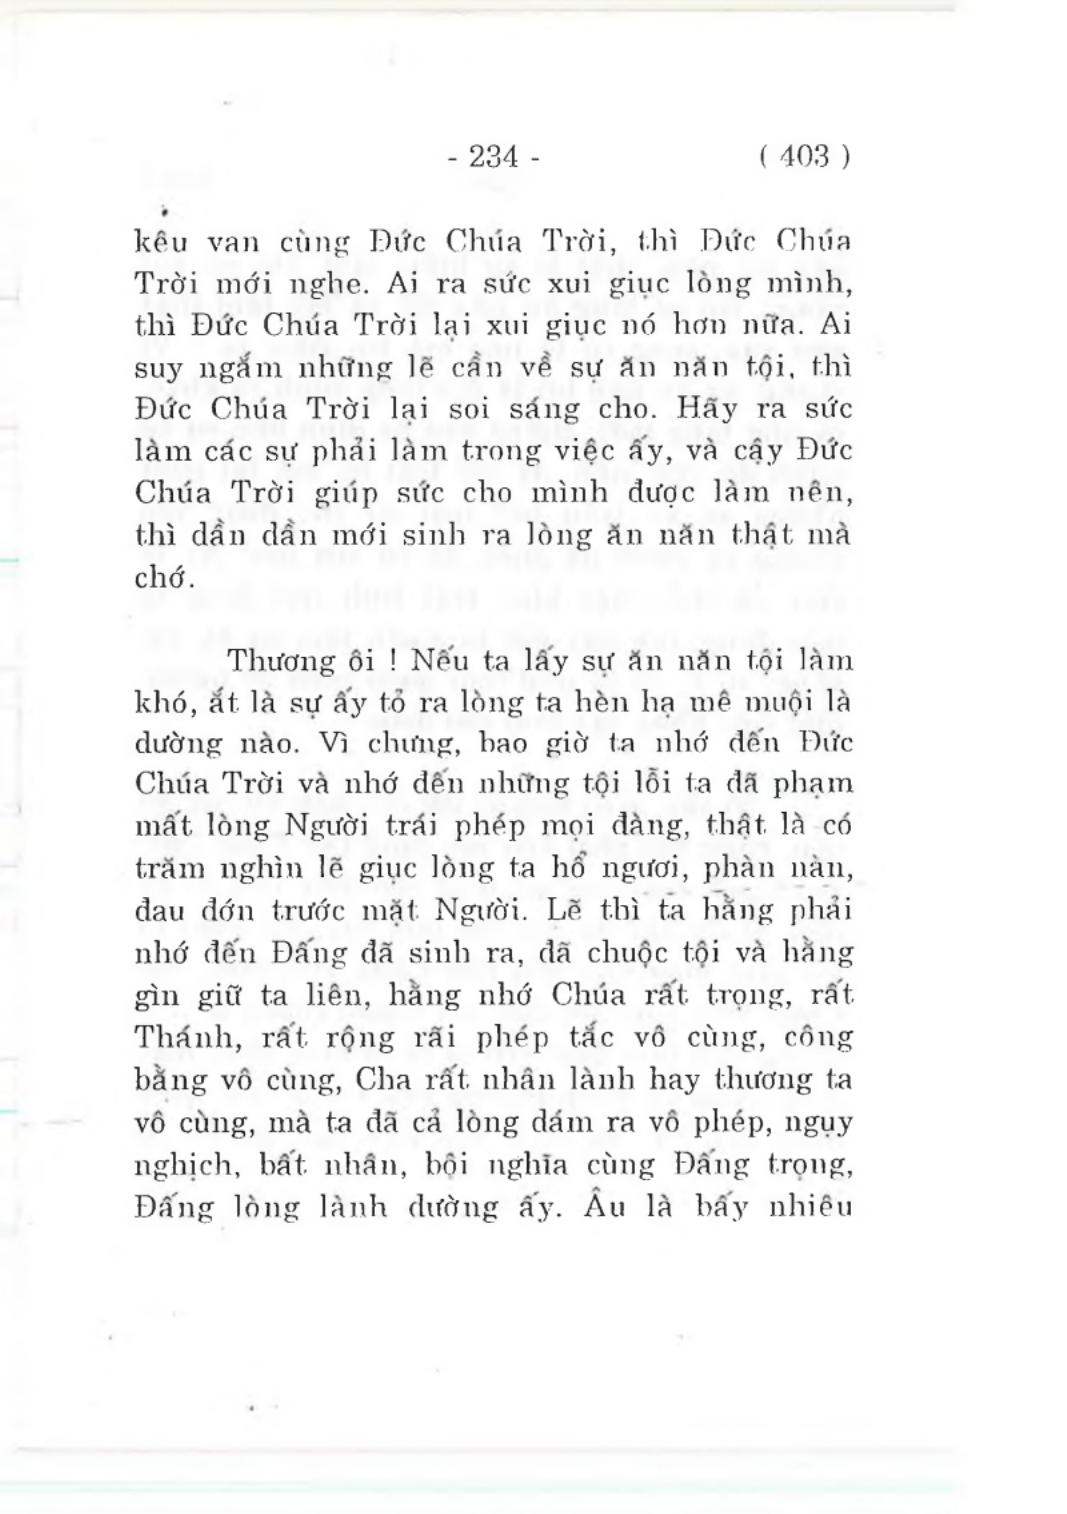 - 234 - ( 403 )
kêu van cùng Đức Chúa Trời, thì Đức Chúa
Trời mới nghe. Ai ra sức xui giục lòng mình,
thì Đức Chúa Trời lại xui giục nó hơn nữa. Ai
suy ngắm những lẽ cần về sự ăn năn tội, thì
Đức Chúa Trời lại soi sáng cho. Hãy ra sức
làm các sự phải làm trong việc ấy, và cậy Đức
Chúa Trời giúp sức cho mình được làm nên,
thì dần dần mới sinh ra lòng ăn năn thật mà
chớ.
Thương ôi ! Nếu ta lấy sự ăn năn tội làm
khó, ắt là sự ấy tỏ ra lòng ta hèn hạ mê muội là
dường nào. Vì chưng, bao giờ ta nhớ đến Đức
Chúa Trời và nhớ đến những tội lỗi ta đã phạm
mất lòng Người trái phép mọi đàng, thật là có
trăm nghìn lẽ giục lòng ta hổ ngươi, phàn nàn,
đau đớn trước mặt Người. Lẽ thì ta hằng phải
nhớ đến Đấng đã sinh ra, đã chuộc tội và hằng
gìn giữ ta liên, hằng nhớ Chúa rất trọng, rất
Thánh, rất rộng rãi phép tắc vô cùng, công
bằng vô cùng, Cha rất nhân lành hay thương ta
vô cùng, mà ta đã cả lòng dám ra vô phép, ngụy
nghịch, bất nhân, bội nghĩa cùng Đấng trọng,
Đấng lòng lành dường ấy. Âu là bấy nhiêu